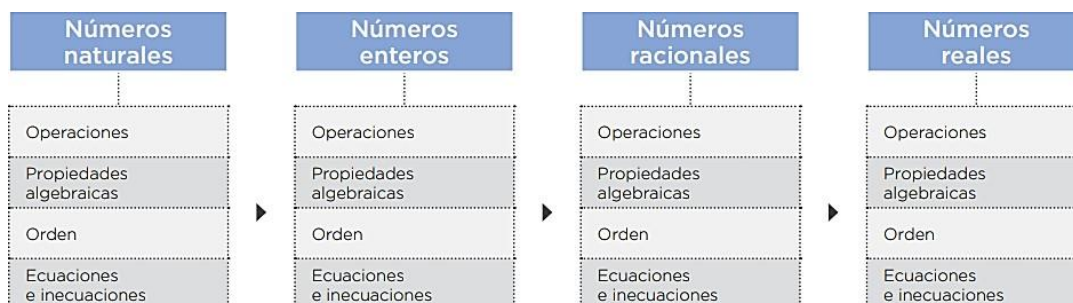 Números
naturales
Operaciones
Propiedades
algebraicas
Orden
Ecuaciones
e inecuaciones
Números
enteros
Operaciones
Propiedades
algebraicas
Orden
Ecuaciones
e inecuaciones
Números
racionales
Operaciones
Propiedades
algebraicas
Orden
Ecuaciones
e inecuaciones
Números
reales
Operaciones
Propiedades
algebraicas
Orden
Ecuaciones
e inecuaciones